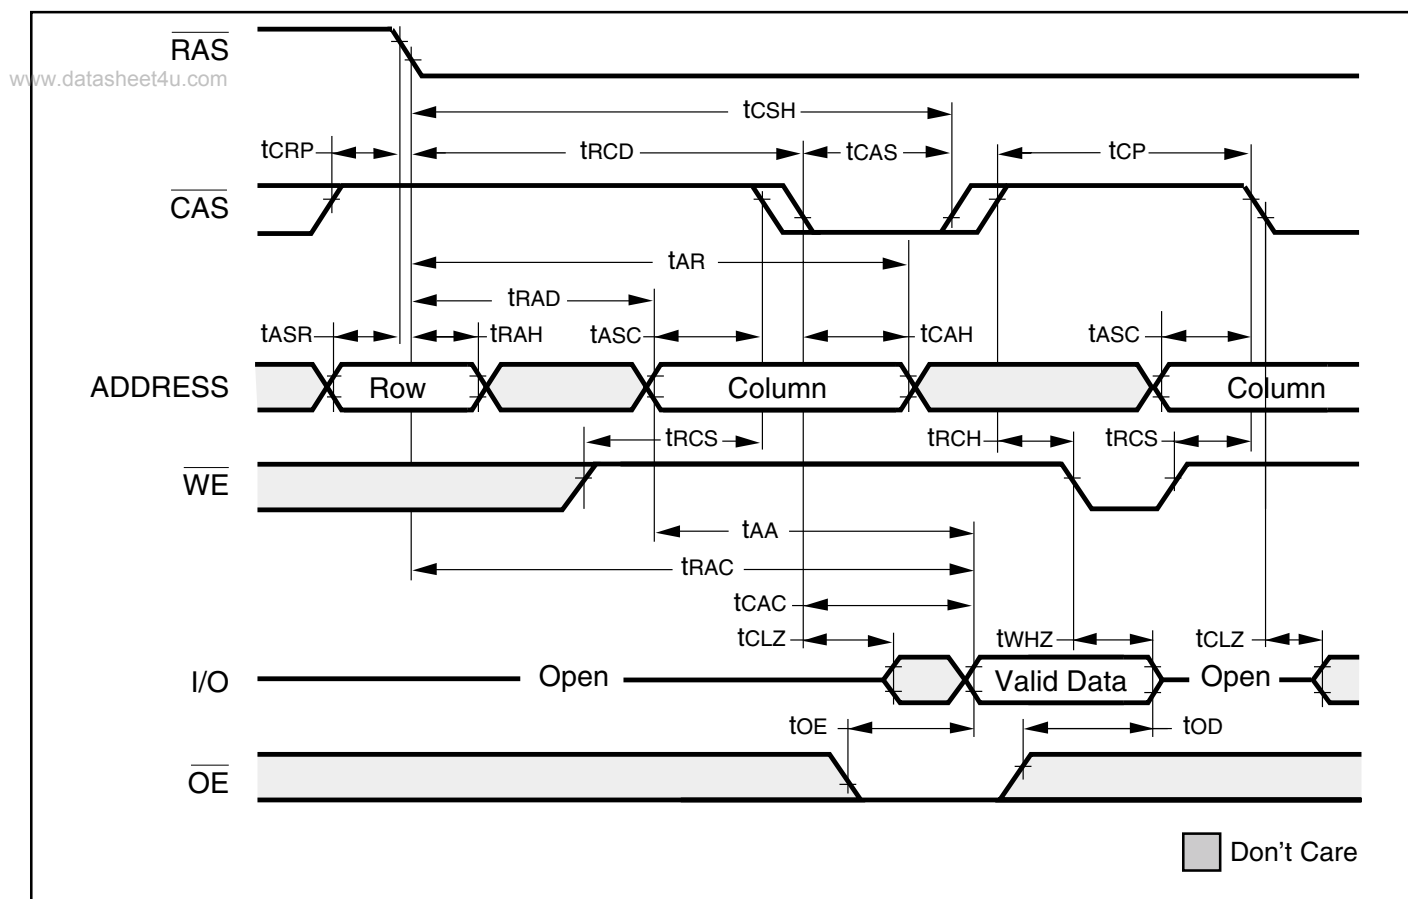 RAS
www.datasheet4u.com
tCSH
tCRP
tRCD
tCAS
tCP
CAS
tAR
tRAD
tASR
tRAH
tASC
tCAH
tASC
ADDRESS
Row
Column
Column
tRCS
tRCH
tRCS
WE
tAA
tRAC
tCAC
tCLZ
tWHZ
tCLZ
I/O
Open
Valid Data
Open
tOE
tOD
OE
Don't Care